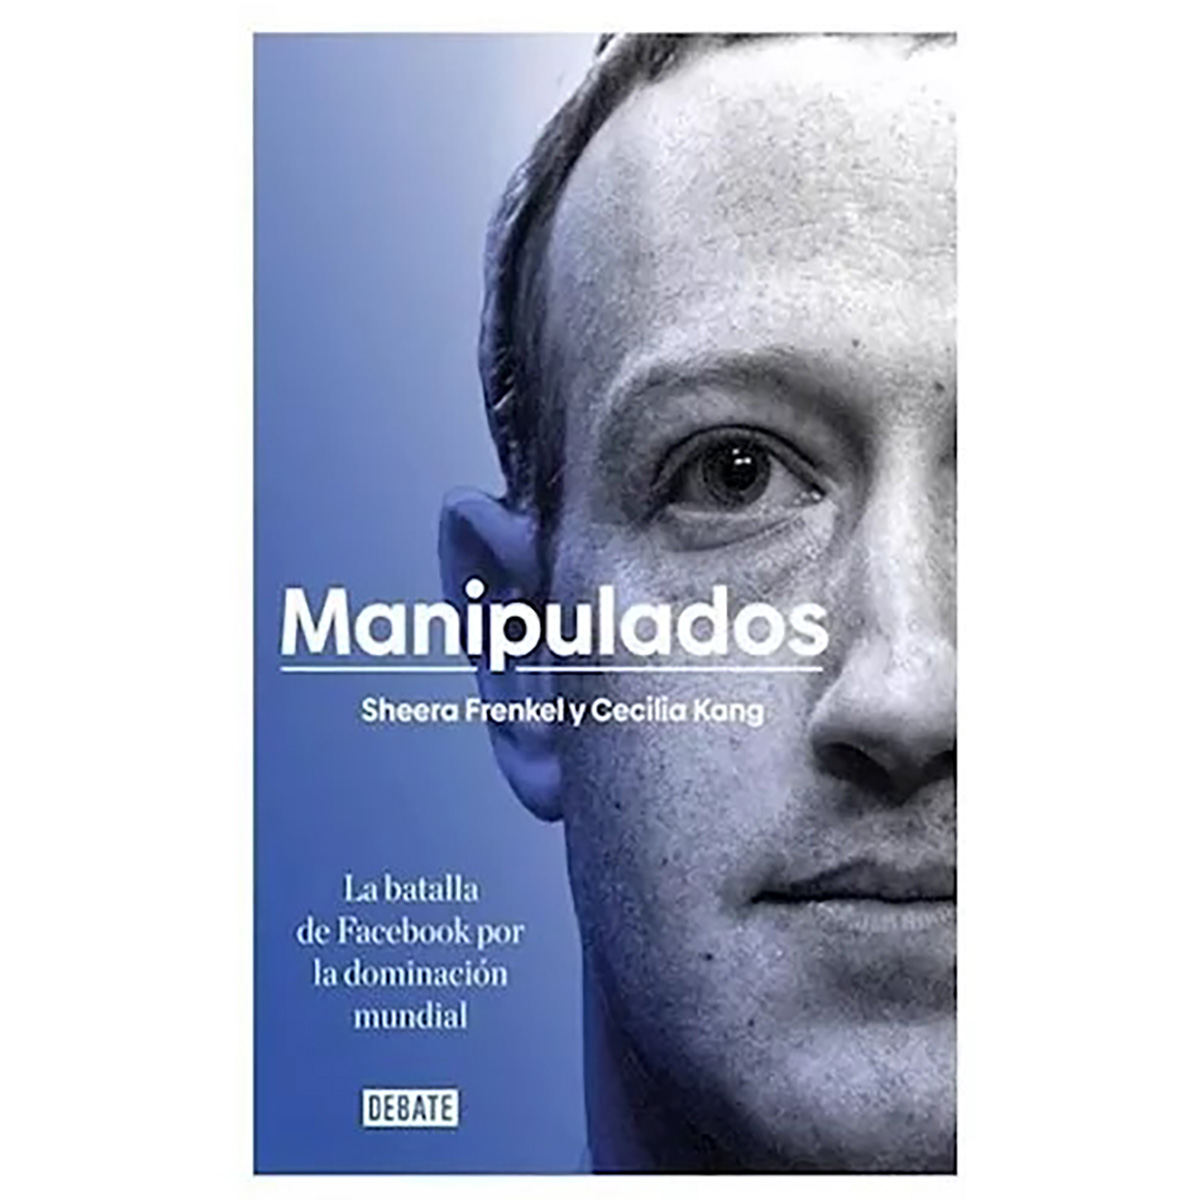 Manipulados
Sheera Frenkel y Cecilia Kang
La batalla
de Facebook por
la dominación
mundial
DEBATE